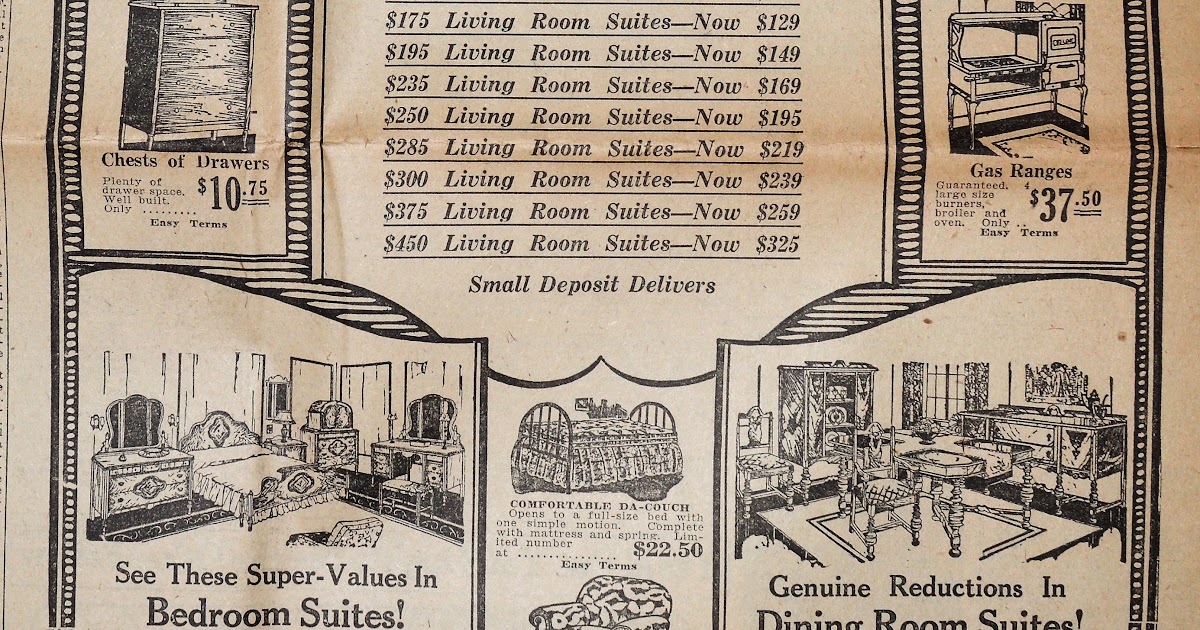 $175 Living Room Suites—Now $129
$195 Living Room Suites—Now $149
$235 Living Room Suites—Now $169
$250 Living Room Suites—Now $195
$285 Living Room Suites—Now $219
$300 Living Room Suites—Now $239
$375 Living Room Suites—Now $259
$450 Living Room Suites—Now $325
Small Deposit Delivers
Chests of Drawers
Plenty of
drawer space.
Well built.
Only .........
$10.75
Easy Terms
Gas Ranges
Guaranteed. 4
large size
burners,
broiler and
oven. Only ..
$37.50
Easy Terms
See These Super-Values In
Bedroom Suites!
COMFORTABLE DA-COUCH
Opens to a full-size bed with
one simple motion. Complete
with mattress and spring. Lim-
ited number
at ................ $22.50
Easy Terms
Genuine Reductions In
Dining Room Suites!